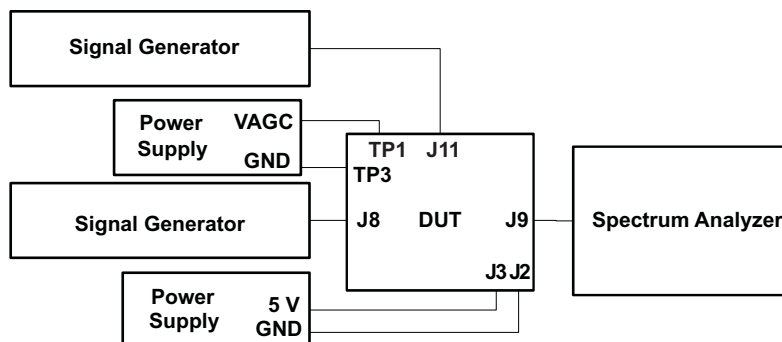 Signal Generator
Power
Supply
VAGC
GND
TP1 J11
TP3
Signal Generator
J8 DUT J9
Spectrum Analyzer
J3 J2
Power
Supply
5 V
GND